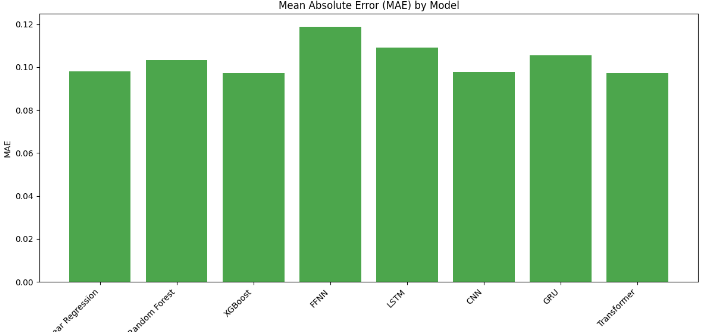 Mean Absolute Error (MAE) by Model
MAE
0.12
0.10
0.08
0.06
0.04
0.02
0.00
Regression
Random Forest
XGBoost
FFNN
LSTM
CNN
GRU
Transformer